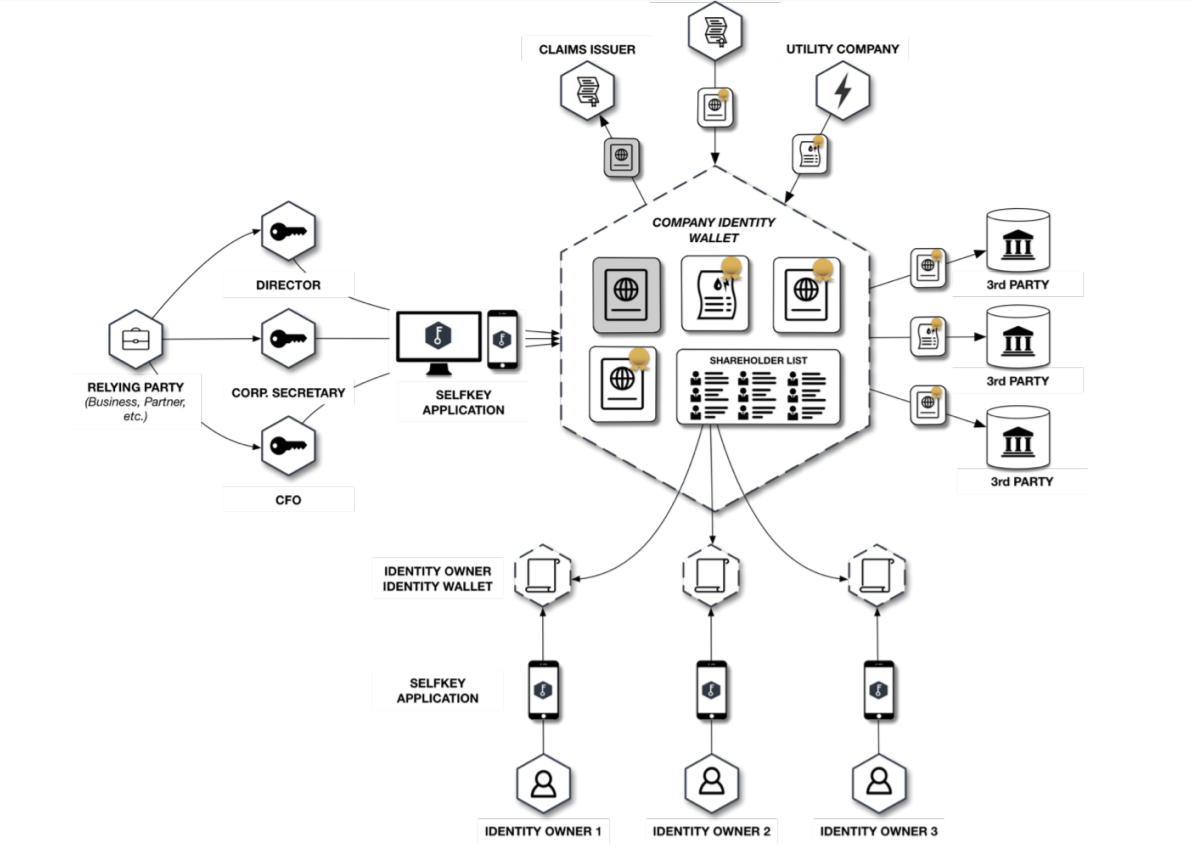 CLAIMS ISSUER
UTILITY COMPANY
COMPANY IDENTITY
WALLET
DIRECTOR
3rd PARTY
SHAREHOLDER LIST
3rd PARTY
RELYING PARTY
(Business, Partner,
etc.)
CORP. SECRETARY
SELFKEY
APPLICATION
3rd PARTY
CFO
IDENTITY OWNER
IDENTITY WALLET
SELFKEY
APPLICATION
IDENTITY OWNER 1
IDENTITY OWNER 2
IDENTITY OWNER 3